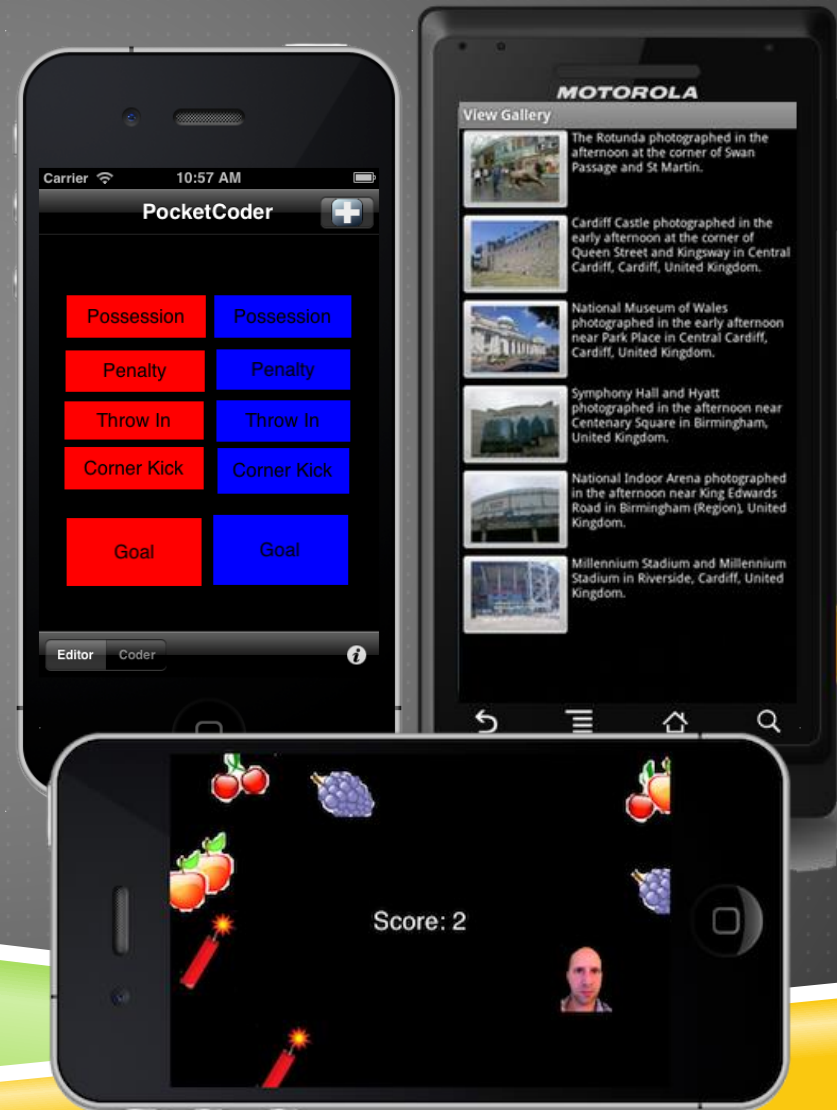 Carrier 10:57 AM
PocketCoder
Possession Possession
Penalty Penalty
Throw In Throw In
Corner Kick Corner Kick
Goal Goal
Editor Coder i
MOTOROLA
View Gallery
The Rotunda photographed in the
afternoon at the corner of Swan
Passage and St Martin.
Cardiff Castle photographed in the
early afternoon at the corner of
Queen Street and Kingsway in Central
Cardiff, Cardiff, United Kingdom.
National Museum of Wales
photographed in the early afternoon
near Park Place in Central Cardiff,
Cardiff, United Kingdom.
Symphony Hall and Hyatt
photographed in the afternoon near
Centenary Square in Birmingham,
United Kingdom.
National Indoor Arena photographed
in the afternoon near King Edwards
Road in Birmingham (Region), United
Kingdom.
Millennium Stadium and Millennium
Stadium in Riverside, Cardiff, United
Kingdom.
Score: 2